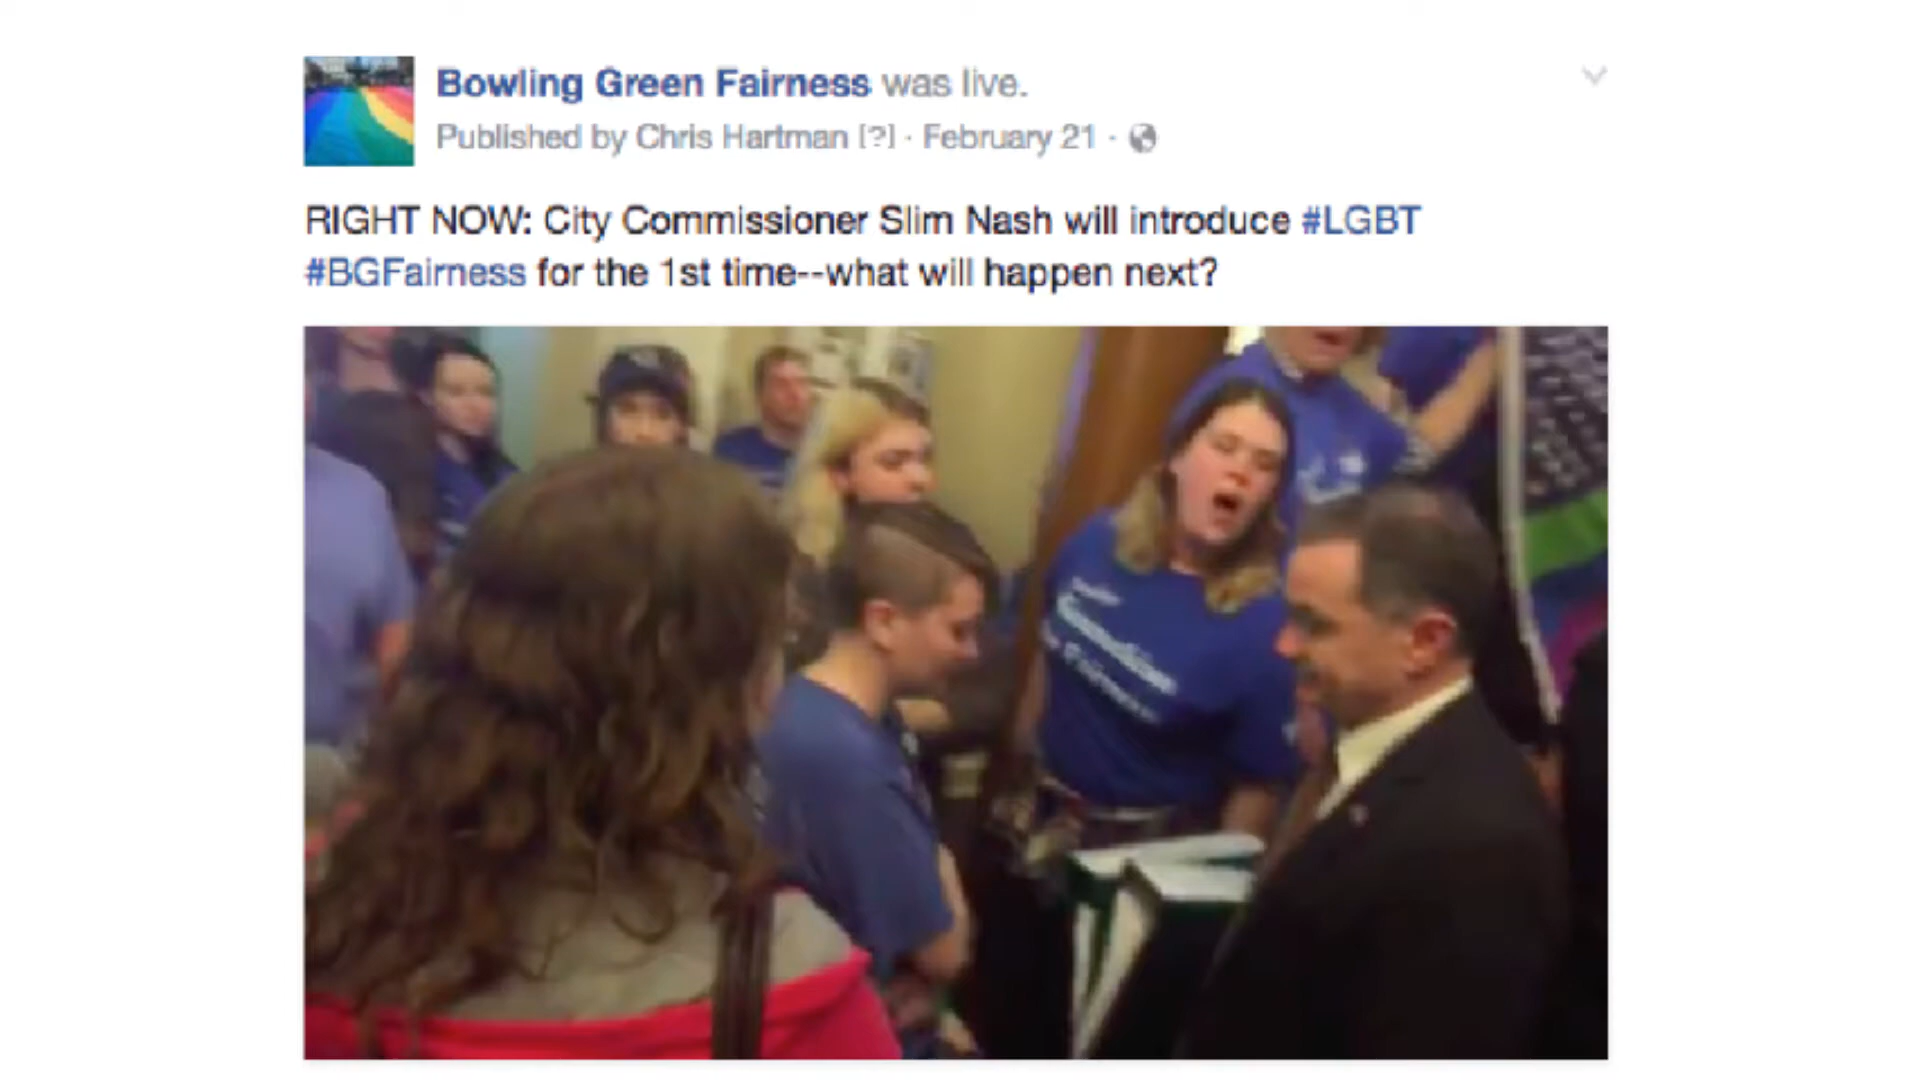 Bowling Green Fairness was live.
Published by Chris Hartman [?] · February 21 ·
RIGHT NOW: City Commissioner Slim Nash will introduce #LGBT
#BGFairness for the 1st time--what will happen next?